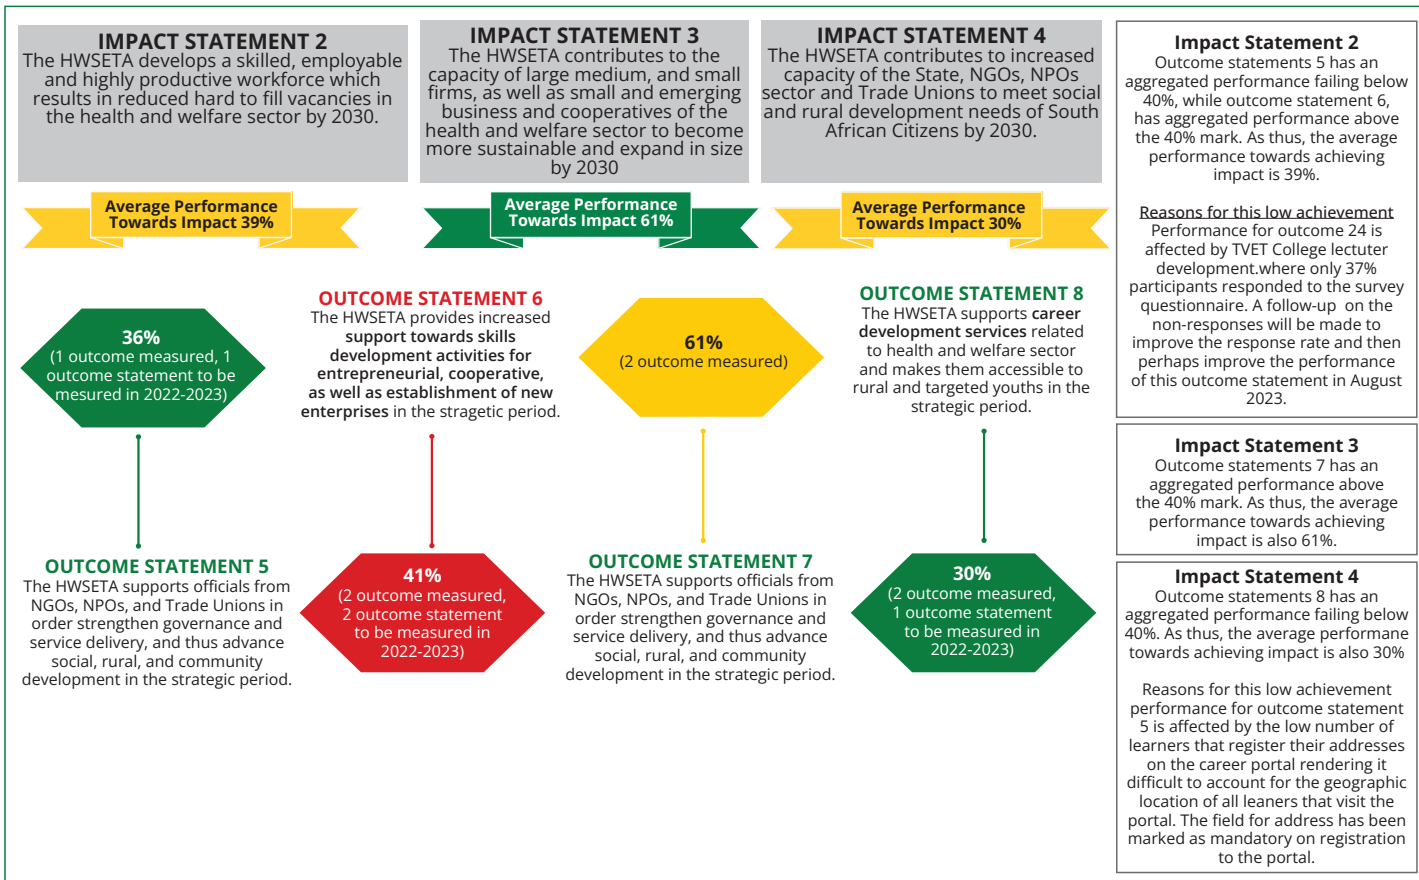 IMPACT STATEMENT 2
The HWSETA develops a skilled, employable
and highly productive workforce which
results in reduced hard to fill vacancies in
the health and welfare sector by 2030.
IMPACT STATEMENT 3
The HWSETA contributes to the
capacity of large medium, and small
firms, as well as small and emerging
business and cooperatives of the
health and welfare sector to become
more sustainable and expand in size
by 2030
IMPACT STATEMENT 4
The HWSETA contributes to increased
capacity of the State, NGOs, NPOs
sector and Trade Unions to meet social
and rural development needs of South
African Citizens by 2030.
Average Performance
Towards Impact 39%
Average Performance
Towards Impact 61%
Average Performance
Towards Impact 30%
36%
(1 outcome measured, 1
outcome statement to be
mesured in 2022-2023)
OUTCOME STATEMENT 5
The HWSETA supports officials from
NGOs, NPOs, and Trade Unions in
order strengthen governance and
service delivery, and thus advance
social, rural, and community
development in the strategic period.
OUTCOME STATEMENT 6
The HWSETA provides increased
support towards skills
development activities for
entrepreneurial, cooperative,
as well as establishment of new
enterprises in the stragetic period.
41%
(2 outcome measured,
2 outcome statement
to be measured in
2022-2023)
61%
(2 outcome measured)
OUTCOME STATEMENT 7
The HWSETA supports officials from
NGOs, NPOs, and Trade Unions in
order strengthen governance and
service delivery, and thus advance
social, rural, and community
development in the strategic period.
OUTCOME STATEMENT 8
The HWSETA supports career
development services related
to health and welfare sector
and makes them accessible to
rural and targeted youths in the
strategic period.
30%
(2 outcome measured,
1 outcome statement
to be measured in
2022-2023)
Impact Statement 2
Outcome statements 5 has an
aggregated performance failing below
40%, while outcome statement 6,
has aggregated performance above
the 40% mark. As thus, the average
performance towards achieving
impact is 39%.
Reasons for this low achievement
Performance for outcome 24 is
affected by TVET College lectuter
development.where only 37%
participants responded to the survey
questionnaire. A follow-up on the
non-responses will be made to
improve the response rate and then
perhaps improve the performance
of this outcome statement in August
2023.
Impact Statement 3
Outcome statements 7 has an
aggregated performance above
the 40% mark. As thus, the average
performance towards achieving
impact is also 61%.
Impact Statement 4
Outcome statements 8 has an
aggregated performance failing below
40%. As thus, the average performane
towards achieving impact is also 30%
Reasons for this low achievement
performance for outcome statement
5 is affected by the low number of
learners that register their addresses
on the career portal rendering it
difficult to account for the geographic
location of all leaners that visit the
portal. The field for address has been
marked as mandatory on registration
to the portal.